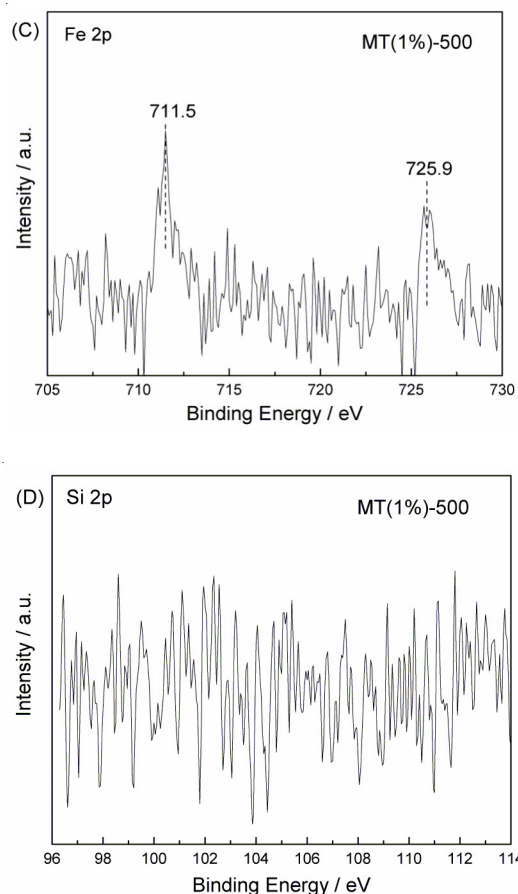 (C)
Fe 2p
MT(1%)-500
711.5
725.9
Intensity / a.u.
705 710 715 720 725 730
Binding Energy / eV
(D)
Si 2p
MT(1%)-500
Intensity / a.u.
96 98 100 102 104 106 108 110 112 114
Binding Energy / eV